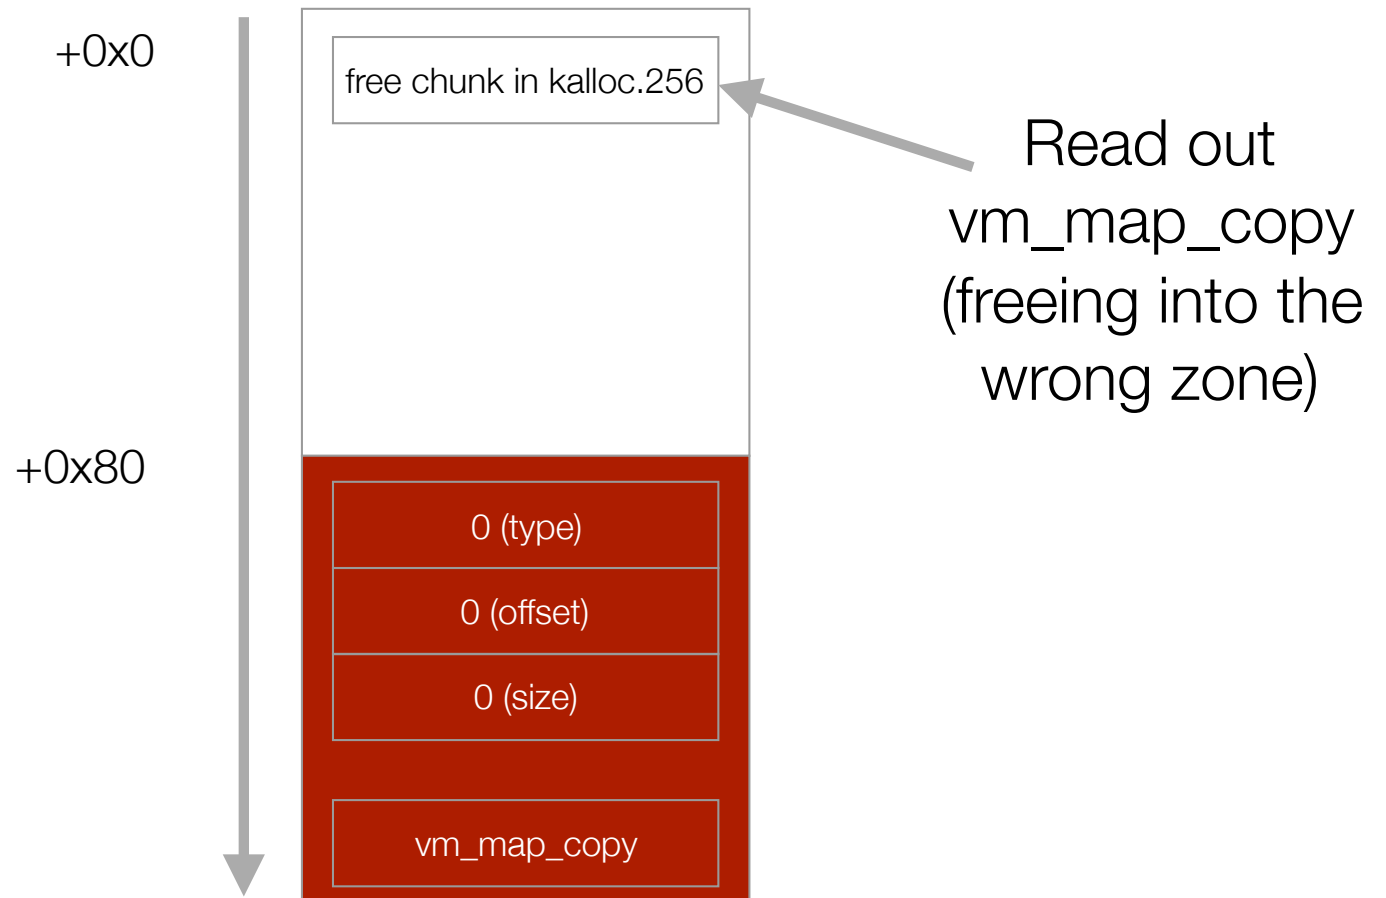 +0x0
free chunk in kalloc.256
Read out
vm_map_copy
(freeing into the
wrong zone)
+0x80
0 (type)
0 (offset)
0 (size)
vm_map_copy